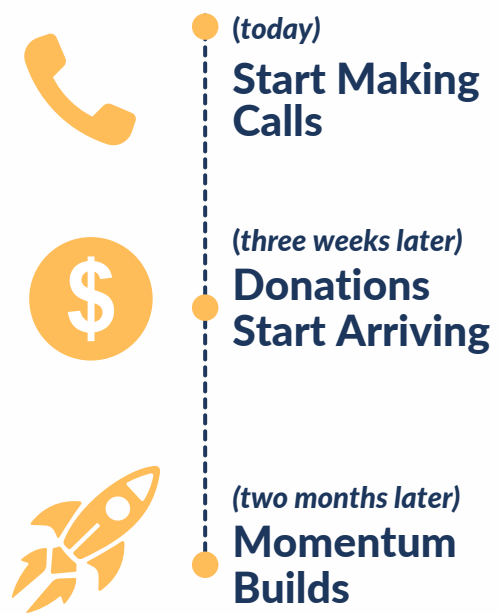 (today)
Start Making
Calls
(three weeks later)
$
Donations
Start Arriving
(two months later)
Momentum
Builds